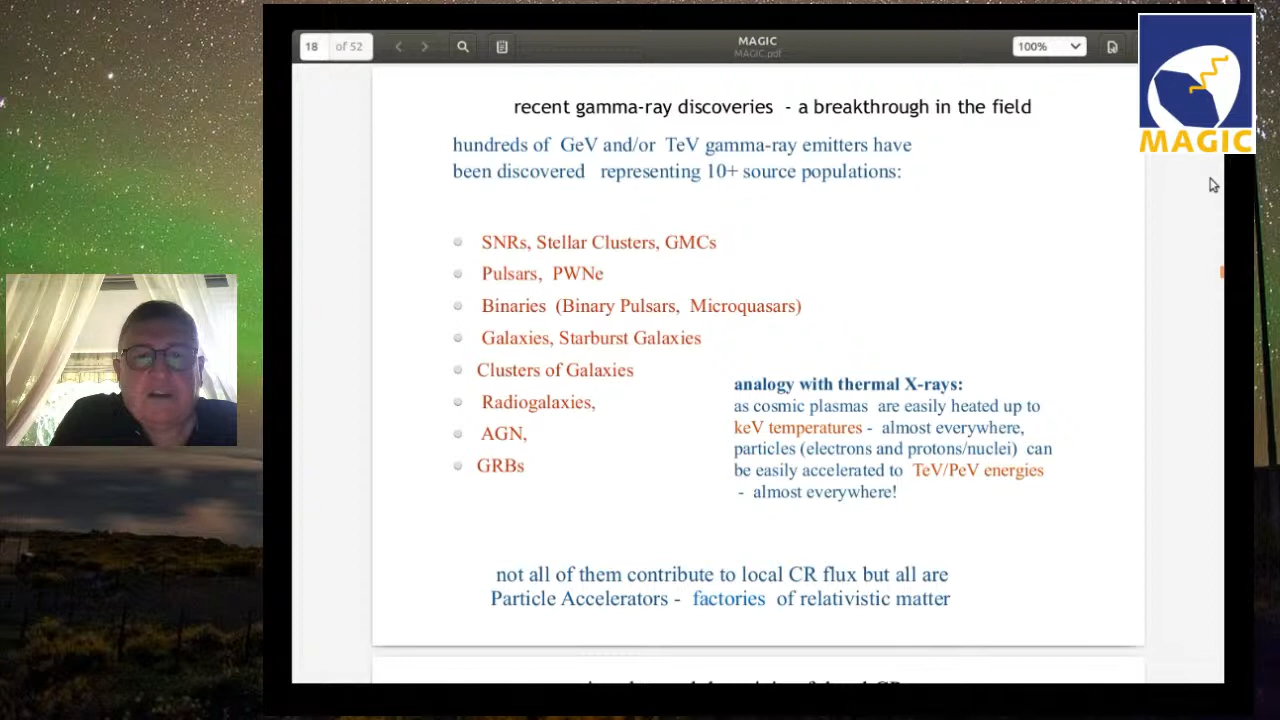 18 of 52
MAGIC
MAGIC.pdf
100%
MAGIC
recent gamma-ray discoveries - a breakthrough in the field
hundreds of GeV and/or TeV gamma-ray emitters have
been discovered representing 10+ source populations:
SNRs, Stellar Clusters, GMCs
Pulsars, PWNe
Binaries (Binary Pulsars, Microquasars)
Galaxies, Starburst Galaxies
Clusters of Galaxies
Radiogalaxies,
AGN,
GRBs
analogy with thermal X-rays:
as cosmic plasmas are easily heated up to
keV temperatures - almost everywhere,
particles (electrons and protons/nuclei) can
be easily accelerated to TeV/PeV energies
- almost everywhere!
not all of them contribute to local CR flux but all are
Particle Accelerators - factories of relativistic matter